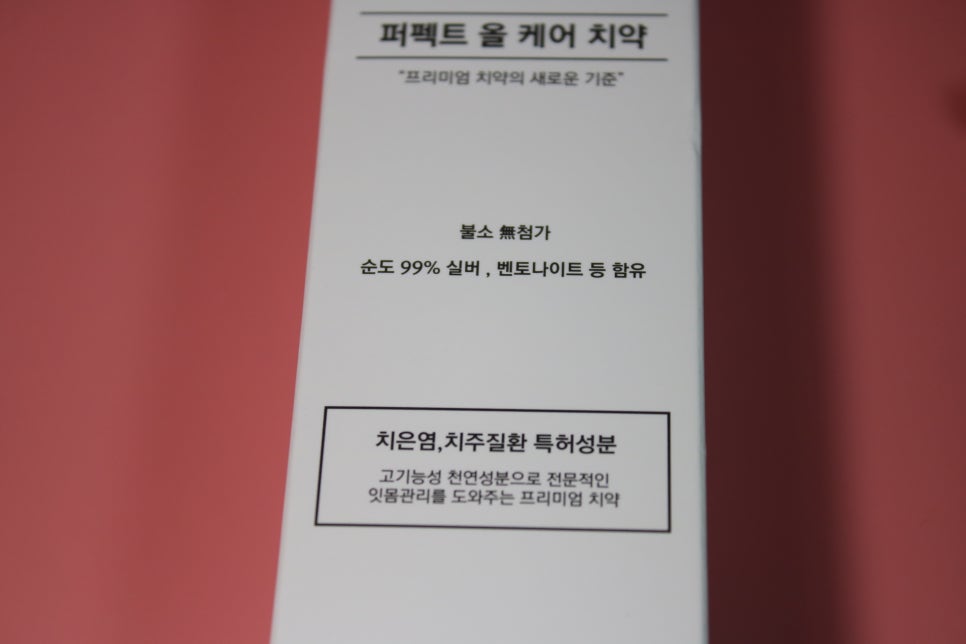 퍼펙트 올 케어 치약
"프리미엄 치약의 새로운 기준"
불소 無첨가
순도 99% 실버 , 벤토나이트 등 함유
치은염,치주질환 특허성분
고기능성 천연성분으로 전문적인
잇몸관리를 도와주는 프리미엄 치약